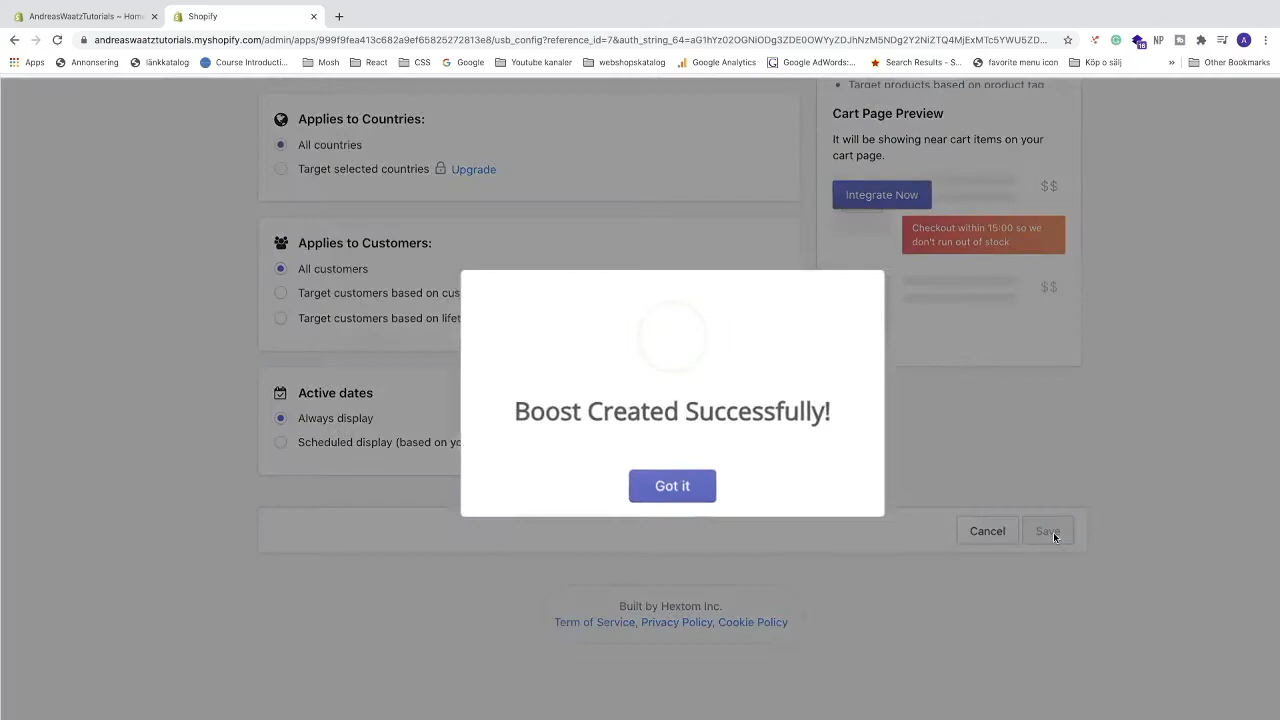 AndreasWaatzTutorials ~ Hom
Shopify
andreaswaatztutorials.myshopify.com/admin/apps/999f9fea413c682a9ef65825272813e8/usb_config?reference_id=7&auth_string_64=aG1hYz02OGNiODg3ZDE0OWYyZDJhNzM5NDg2Y2NiZTQ4MjExMTc5YWU5ZD...
NP
16
A
Apps
Annonsering
länkkatalog
Course Introducti...
Mosh
React
CSS
Google
Youtube kanaler
webshopskatalog
Google Analytics
Google AdWords:...
Search Results - S...
favorite menu icon
Köp o sälj
»
Other Bookmarks
Target products based on product tag
Applies to Countries:
All countries
Target selected countries Upgrade
Cart Page Preview
It will be showing near cart items on your
cart page.
Integrate Now
$$
Checkout within 15:00 so we
don't run out of stock
$$
Applies to Customers:
All customers
Target customers based on cus
Target customers based on lifet
Active dates
Always display
Scheduled display (based on yo
Boost Created Successfully!
Got it
Cancel
Save
Built by Hextom Inc.
Term of Service, Privacy Policy, Cookie Policy